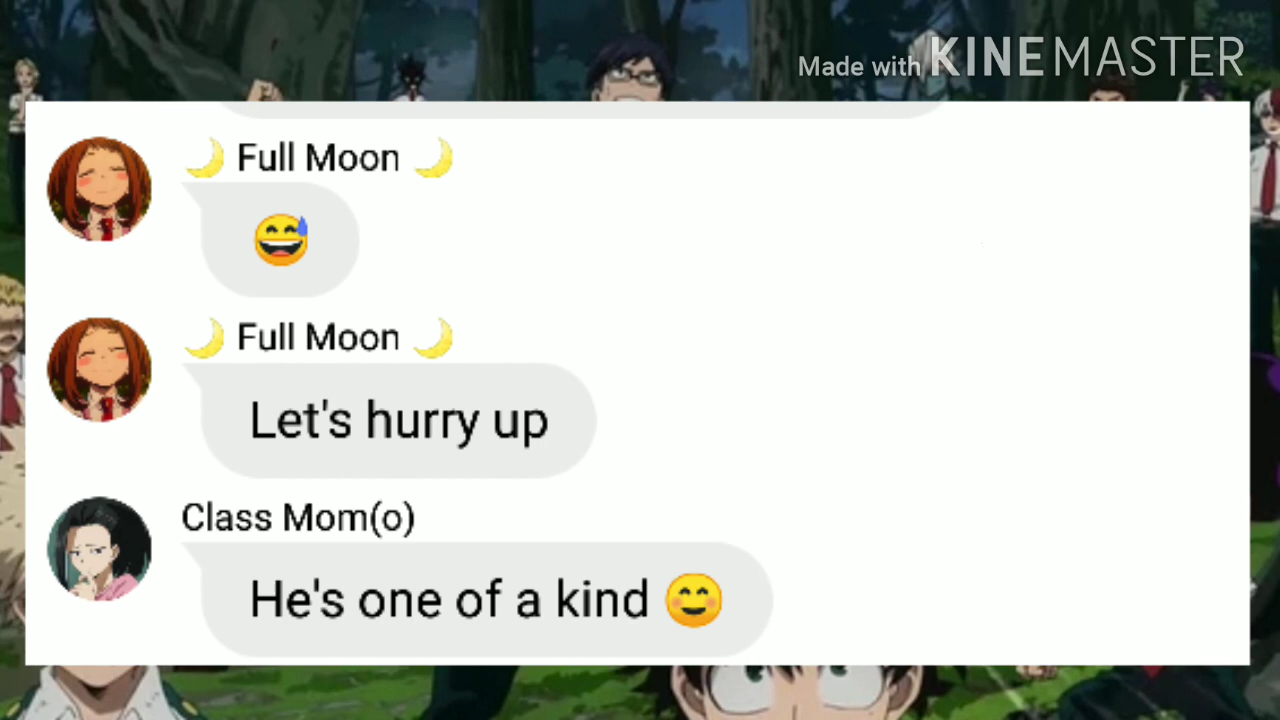 Made with KINEMASTER
🌙 Full Moon 🌙
😅
🌙 Full Moon 🌙
Let's hurry up
Class Mom(o)
He's one of a kind 😊